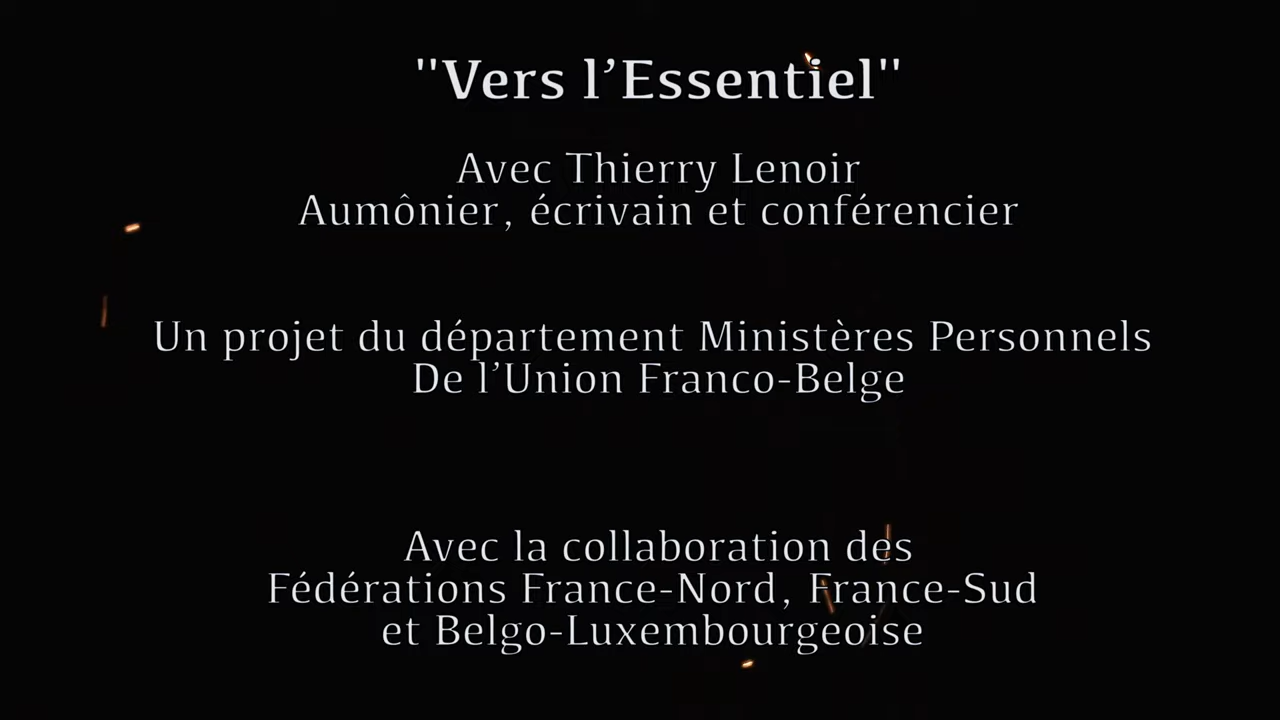 "Vers l’Essentiel"
Avec Thierry Lenoir
Aumônier, écrivain et conférencier
Un projet du département Ministères Personnels
De l’Union Franco-Belge
Avec la collaboration des
Fédérations France-Nord, France-Sud
et Belgo-Luxembourgeoise